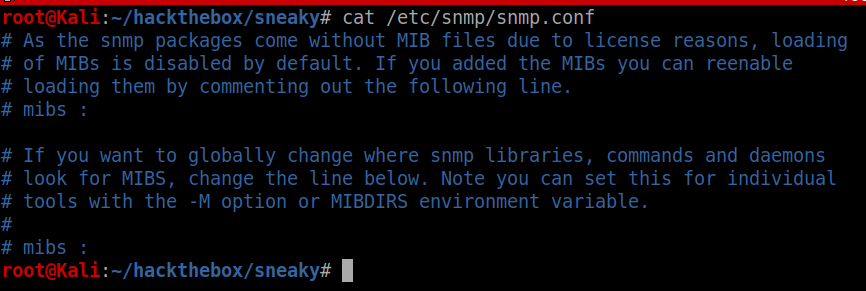 root@Kali:~/hackthebox/sneaky# cat /etc/snmp/snmp.conf
# As the snmp packages come without MIB files due to license reasons, loading
# of MIBs is disabled by default. If you added the MIBs you can reenable
# loading them by commenting out the following line.
# mibs :
# If you want to globally change where snmp libraries, commands and daemons
# look for MIBS, change the line below. Note you can set this for individual
# tools with the -M option or MIBDIRS environment variable.
#
# mibs :
root@Kali:~/hackthebox/sneaky#